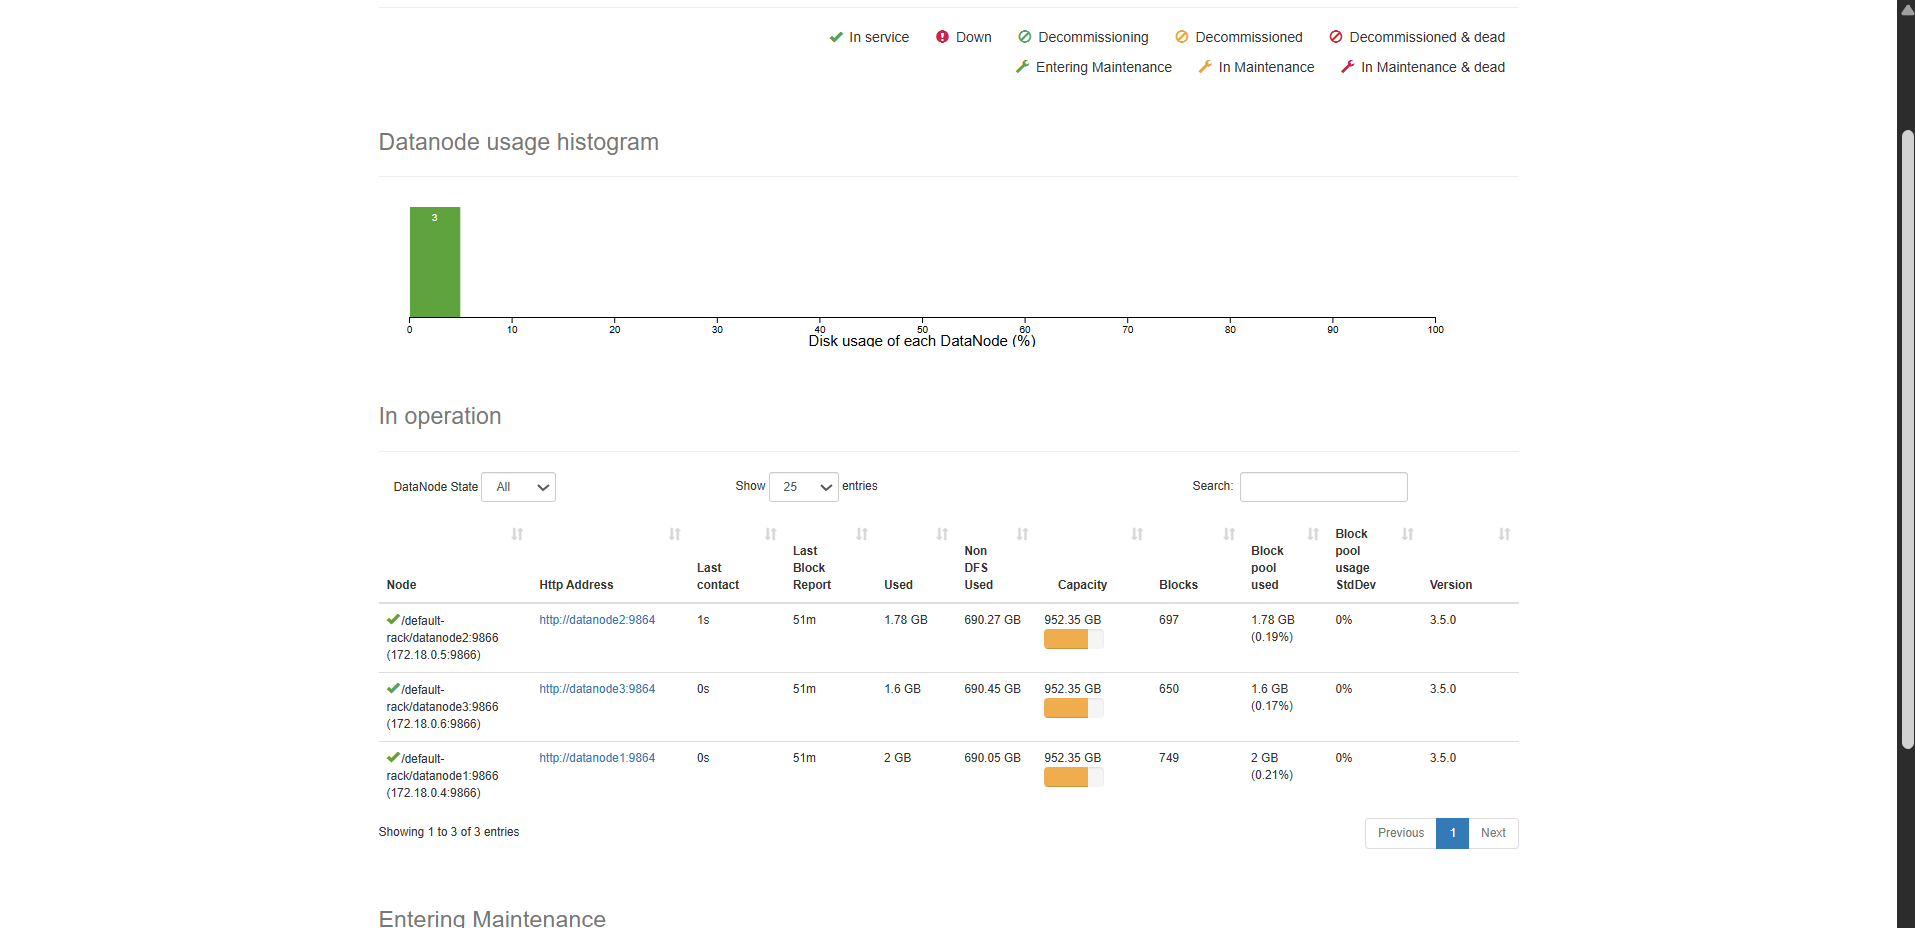 In service Down Decommissioning Decommissioned Decommissioned & dead
Entering Maintenance In Maintenance In Maintenance & dead
Datanode usage histogram
3
0 10 20 30 40 50 60 70 80 90 100
Disk usage of each DataNode (%)
In operation
DataNode State All Show 25 entries Search:
Node Http Address Last contact Last Block Report Used Non DFS Used Capacity Blocks Block pool used Block pool usage StdDev Version
/default-
rack/datanode2:9866
(172.18.0.5:9866)
http://datanode2:9864 1s 51m 1.78 GB 690.27 GB 952.35 GB 697 1.78 GB (0.19%) 0% 3.5.0
/default-
rack/datanode3:9866
(172.18.0.6:9866)
http://datanode3:9864 0s 51m 1.6 GB 690.45 GB 952.35 GB 650 1.6 GB (0.17%) 0% 3.5.0
/default-
rack/datanode1:9866
(172.18.0.4:9866)
http://datanode1:9864 0s 51m 2 GB 690.05 GB 952.35 GB 749 2 GB (0.21%) 0% 3.5.0
Showing 1 to 3 of 3 entries Previous 1 Next
Entering Maintenance